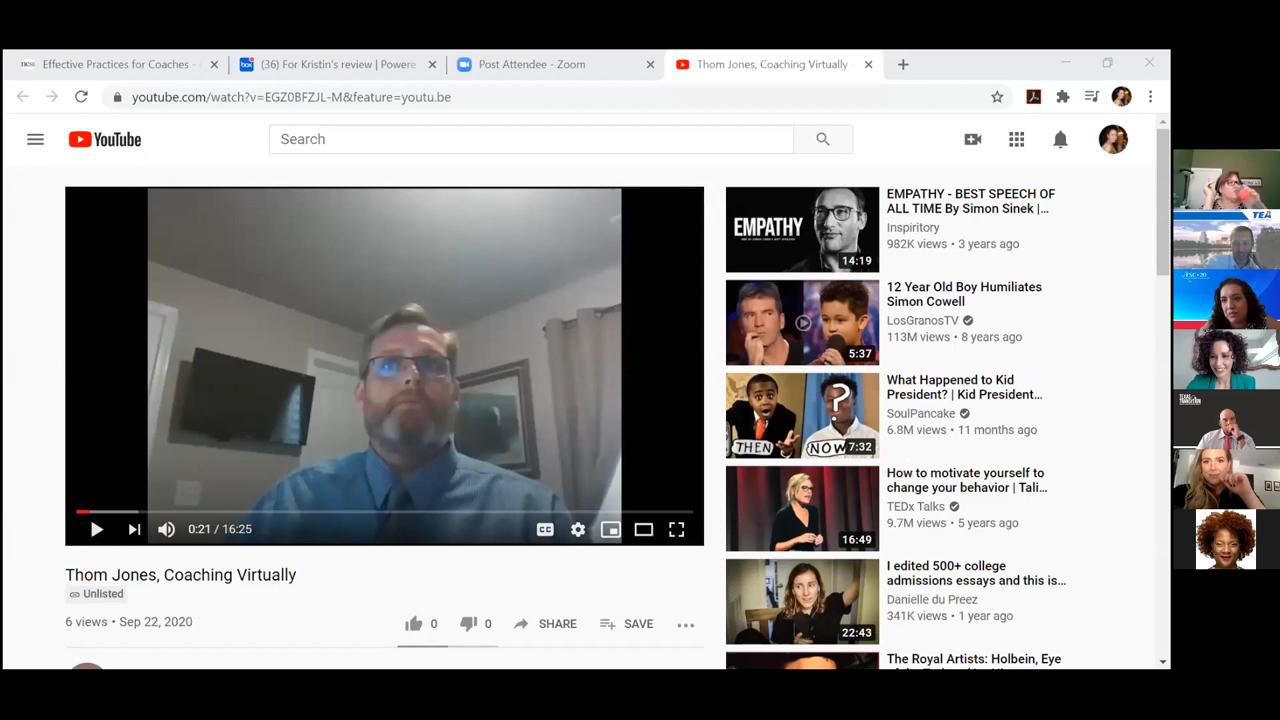 Effective Practices for Coaches -
(36) For Kristin's review | Powere
Post Attendee - Zoom
Thom Jones, Coaching Virtually -
youtube.com/watch?v=EGZ0BFZJL-M&feature=youtu.be
YouTube
Search
0:21 / 16:25
CC
Thom Jones, Coaching Virtually
Unlisted
6 views • Sep 22, 2020
0
0
SHARE
SAVE
EMPATHY
14:19
EMPATHY - BEST SPEECH OF
ALL TIME By Simon Sinek |...
Inspiritory
982K views • 3 years ago
5:37
12 Year Old Boy Humiliates
Simon Cowell
LosGranosTV
113M views • 8 years ago
?
THEN
NOW
7:32
What Happened to Kid
President? | Kid President...
SoulPancake
6.8M views • 11 months ago
16:49
How to motivate yourself to
change your behavior | Tali...
TEDx Talks
9.7M views • 5 years ago
22:43
I edited 500+ college
admissions essays and this is...
Danielle du Preez
341K views • 1 year ago
The Royal Artists: Holbein, Eye
TEA
ESC•20
TEXAS